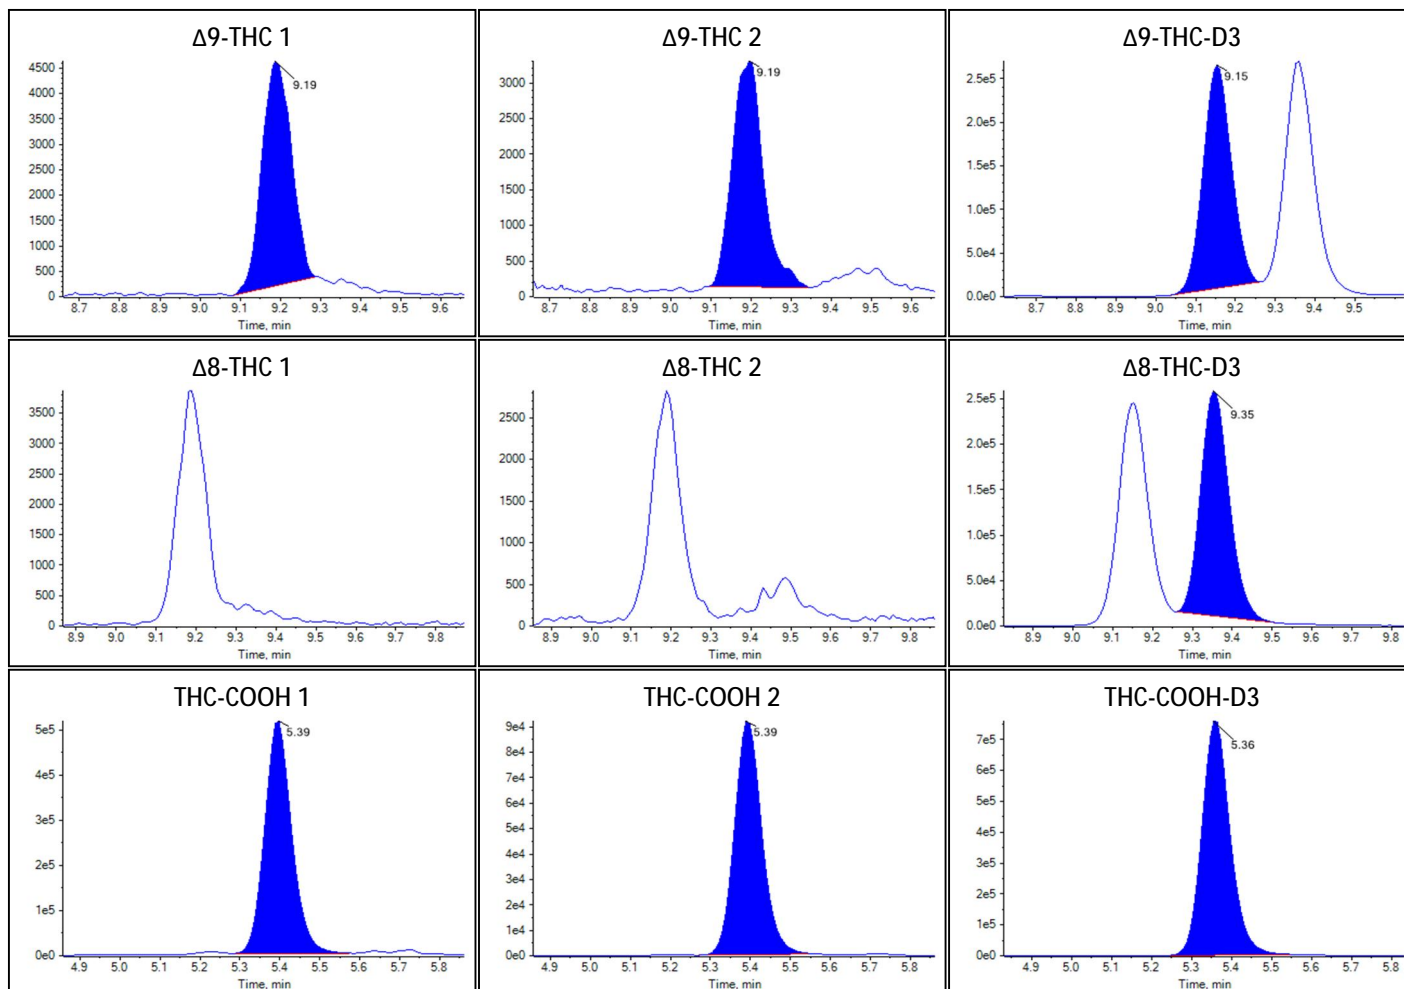 Δ9-THC 1
4500
4000
3500
3000
2500
2000
1500
1000
500
0
9.19
8.7 8.8 8.9 9.0 9.1 9.2 9.3 9.4 9.5 9.6
Time, min
Δ9-THC 2
3000
2500
2000
1500
1000
500
0
9.19
8.7 8.8 8.9 9.0 9.1 9.2 9.3 9.4 9.5 9.6
Time, min
Δ9-THC-D3
2.5e5
2.0e5
1.5e5
1.0e5
5.0e4
0.0e0
9.15
8.7 8.8 8.9 9.0 9.1 9.2 9.3 9.4 9.5
Time, min
Δ8-THC 1
3500
3000
2500
2000
1500
1000
500
0
8.9 9.0 9.1 9.2 9.3 9.4 9.5 9.6 9.7 9.8
Time, min
Δ8-THC 2
2500
2000
1500
1000
500
0
8.9 9.0 9.1 9.2 9.3 9.4 9.5 9.6 9.7 9.8
Time, min
Δ8-THC-D3
2.5e5
2.0e5
1.5e5
1.0e5
5.0e4
0.0e0
9.35
8.9 9.0 9.1 9.2 9.3 9.4 9.5 9.6 9.7 9.8
Time, min
THC-COOH 1
5e5
4e5
3e5
2e5
1e5
0e0
5.39
4.9 5.0 5.1 5.2 5.3 5.4 5.5 5.6 5.7 5.8
Time, min
THC-COOH 2
9e4
8e4
7e4
6e4
5e4
4e4
3e4
2e4
1e4
0e0
5.39
4.9 5.0 5.1 5.2 5.3 5.4 5.5 5.6 5.7 5.8
Time, min
THC-COOH-D3
7e5
6e5
5e5
4e5
3e5
2e5
1e5
0e0
5.36
4.9 5.0 5.1 5.2 5.3 5.4 5.5 5.6 5.7 5.8
Time, min